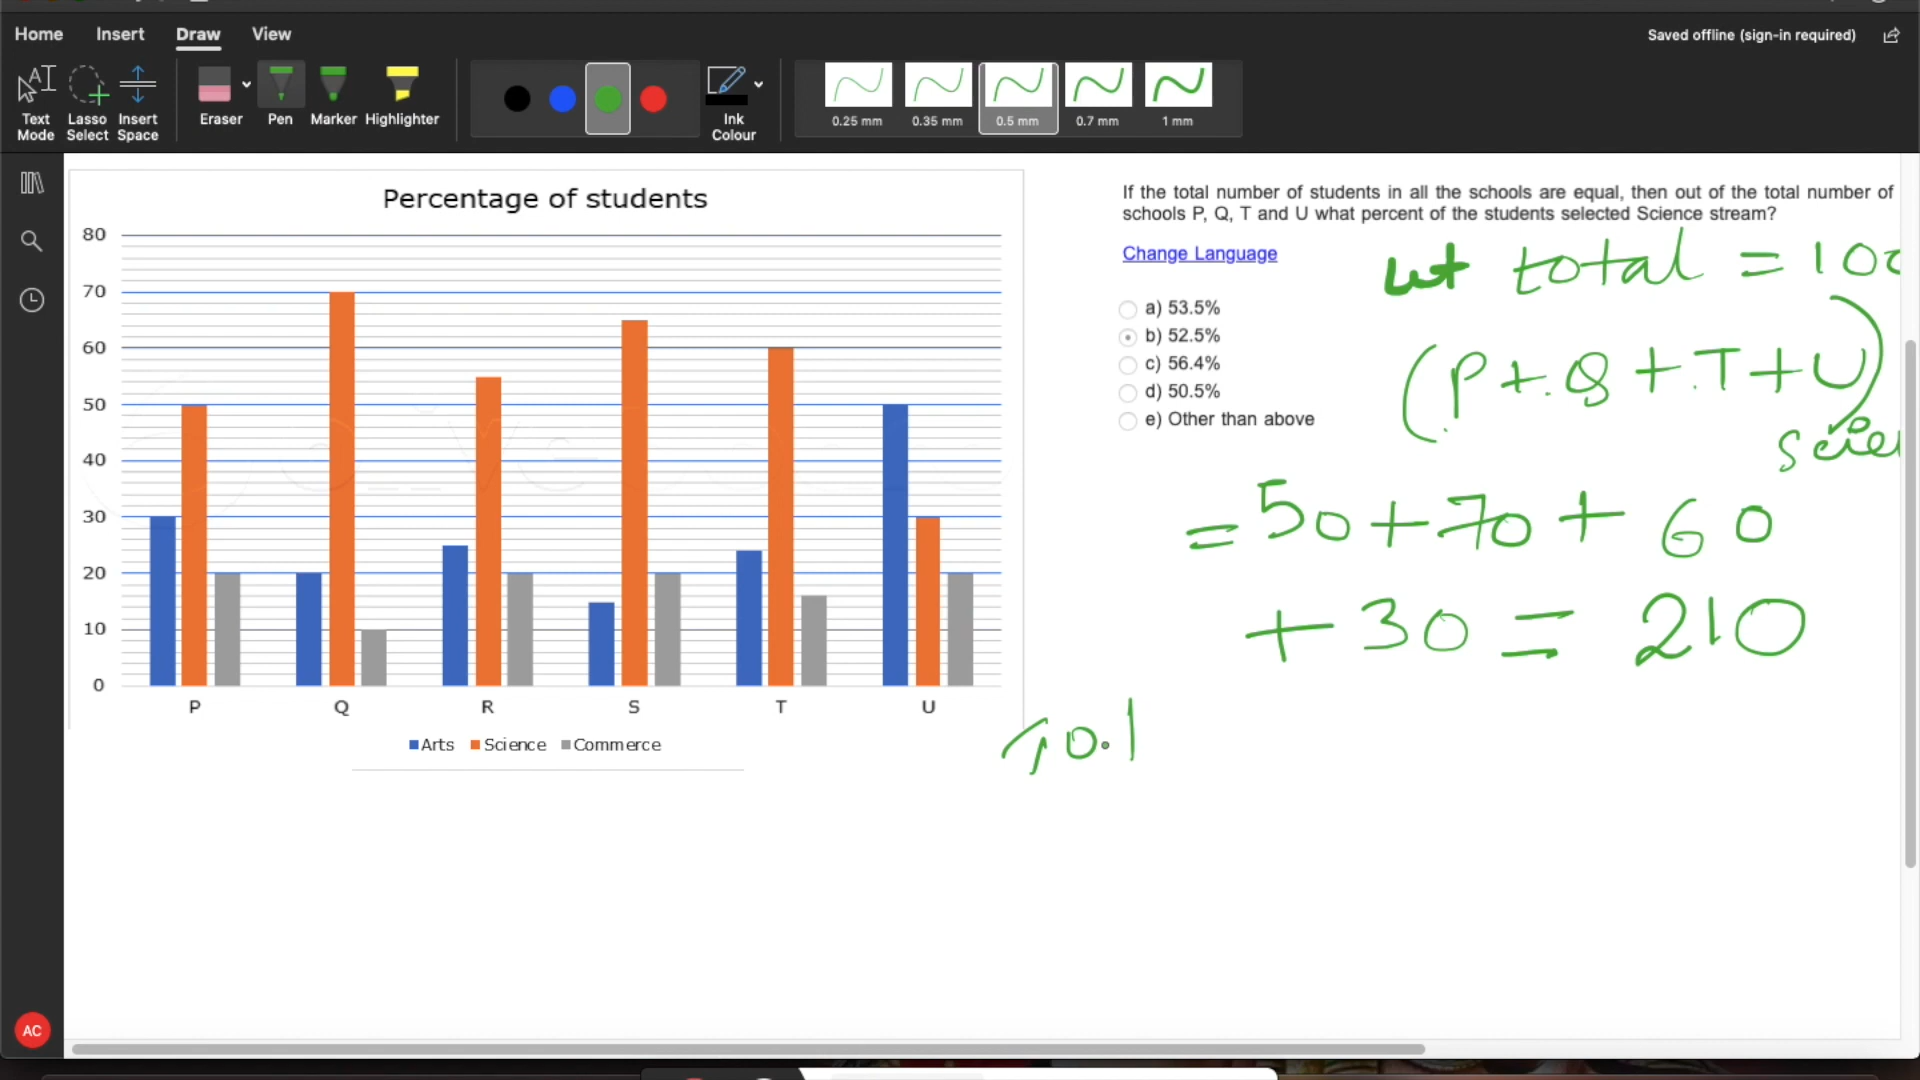 Home Insert Draw View
Saved offline (sign-in required)
Text Mode
Lasso Select
Insert Space
Eraser
Pen
Marker
Highlighter
Ink Colour
0.25 mm
0.35 mm
0.5 mm
0.7 mm
1 mm
Percentage of students
80
70
60
50
40
30
20
10
0
P Q R S T U
Arts Science Commerce
If the total number of students in all the schools are equal, then out of the total number of
schools P, Q, T and U what percent of the students selected Science stream?
Change Language
a) 53.5%
b) 52.5%
c) 56.4%
d) 50.5%
e) Other than above
let total = 100
(P + Q + T + U)
= 50 + 70 + 60
+ 30 = 210
AC